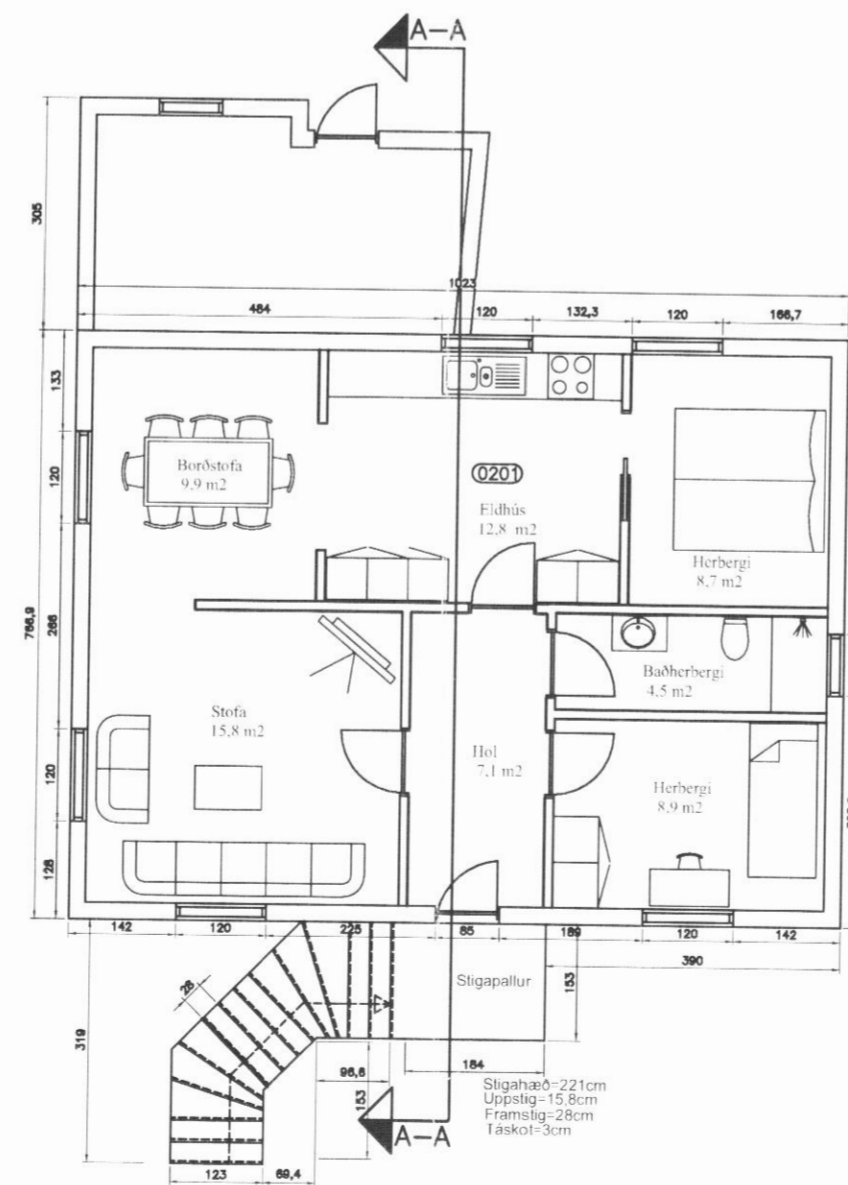 A-A
305
1023
484
120
132,3
120
166,7
133
120
766,9
266
120
128
Borðstofa
9,9 m2
0201
Eldhús
12,8 m2
Herbergi
8,7 m2
Baðherbergi
4,5 m2
Stofa
15,8 m2
Hol
7,1 m2
Herbergi
8,9 m2
142
120
225
85
189
120
142
390
153
Stigapallur
28
319
184
96,6
153
Stigahæð=221cm
Uppstig=15,8cm
Framstig=28cm
Táskot=3cm
A-A
123
69,4